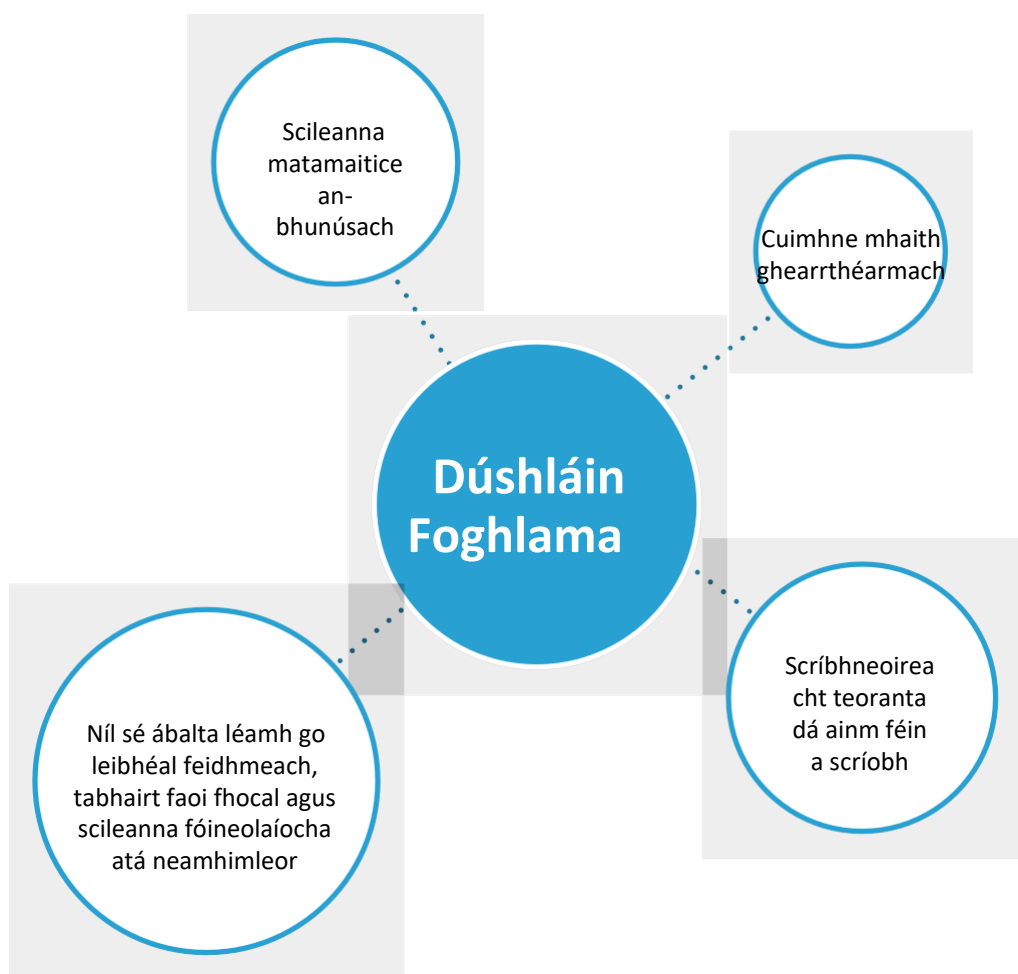 Scileanna
matamaitice
an-
bhunúsach
Cuimhne mhaith
ghearrthéarmach
Dúshláin
Foghlama
Scríbhneoirea
cht teoranta
dá ainm féin
a scríobh
Níl sé ábalta léamh go
leibhéal feidhmeach,
tabhairt faoi fhocal agus
scileanna fóineolaíocha
atá neamhimleor